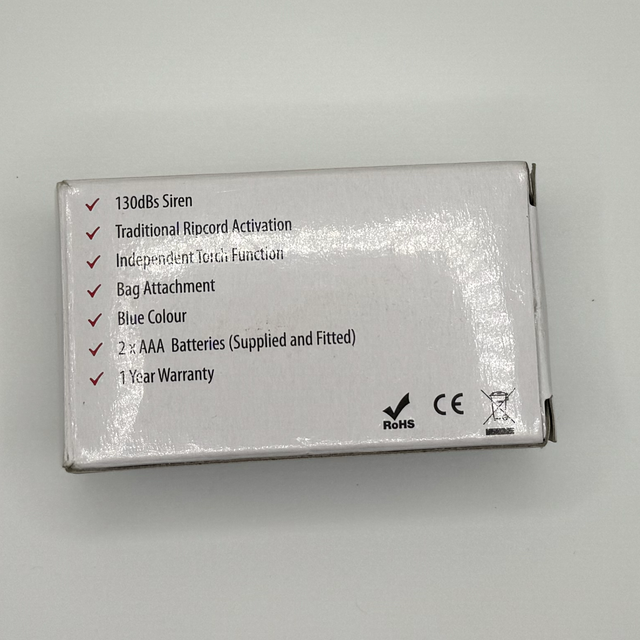 130dBs Siren
Traditional Ripcord Activation
Independent Torch Function
Bag Attachment
Blue Colour
2 x AAA Batteries (Supplied and Fitted)
1 Year Warranty
RoHS
CE